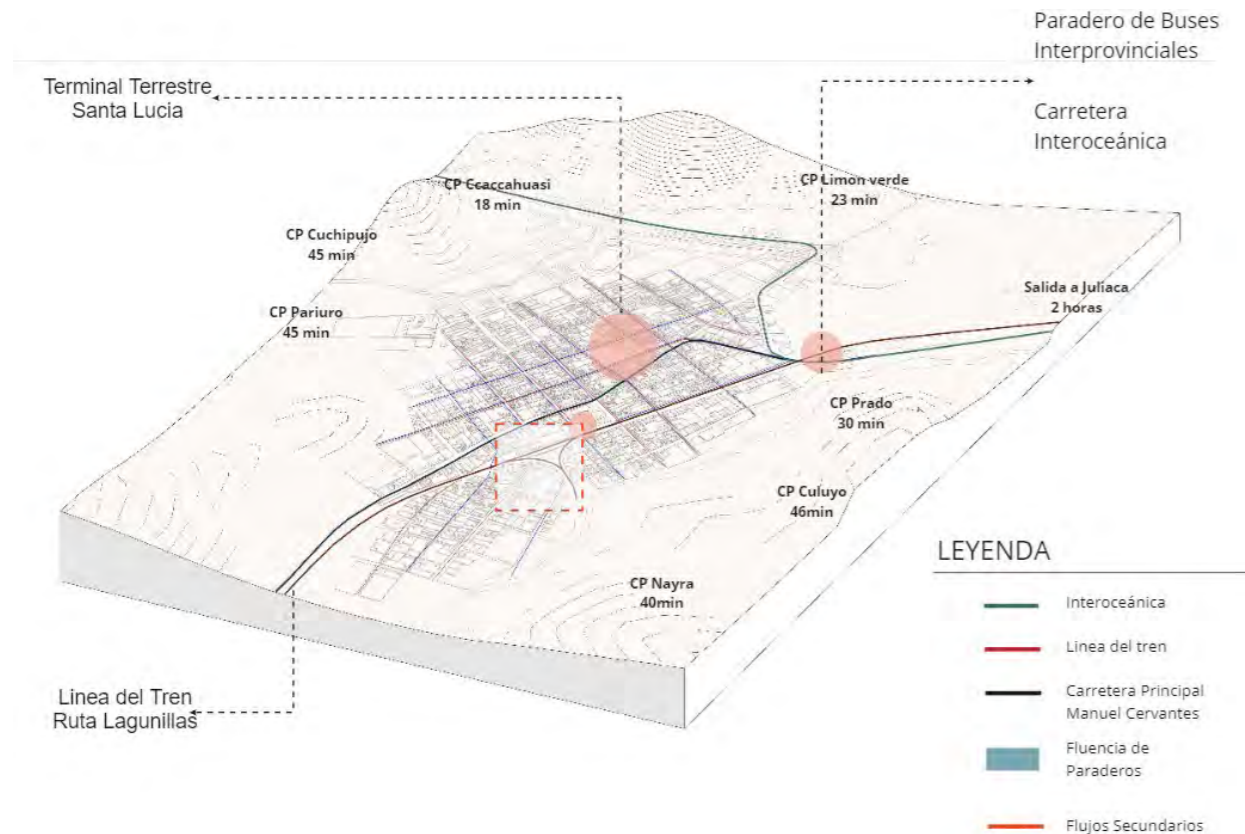 Paradero de Buses
Interprovinciales
Terminal Terrestre
Santa Lucia
Carretera
Interoceánica
CP Ccaccahuasi
18 min
CP Limon verde
23 min
CP Cuchipujo
45 min
Salida a Juliaca
2 horas
CP Pariuro
45 min
CP Prado
30 min
CP Culuyo
46min
CP Nayra
40min
Linea del Tren
Ruta Lagunillas
LEYENDA
Interoceánica
Linea del tren
Carretera Principal
Manuel Cervantes
Fluencia de
Paraderos
Flujos Secundarios